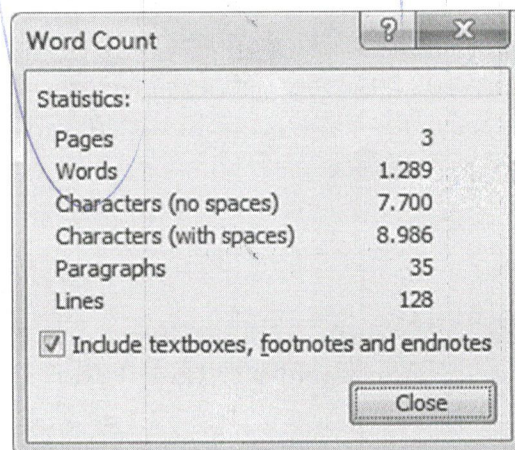 Word Count
Statistics:
Pages 3
Words 1.289
Characters (no spaces) 7.700
Characters (with spaces) 8.986
Paragraphs 35
Lines 128
Include textboxes, footnotes and endnotes
Close